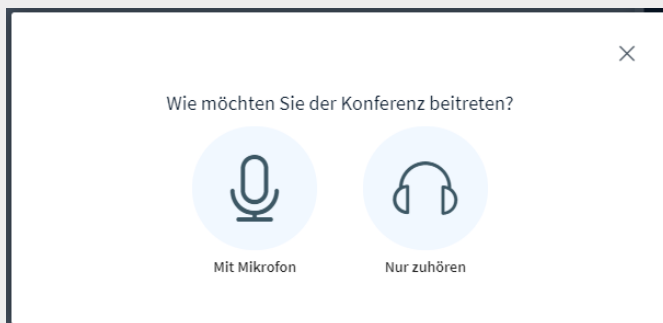 Wie möchten Sie der Konferenz beitreten?
Mit Mikrofon
Nur zuhören